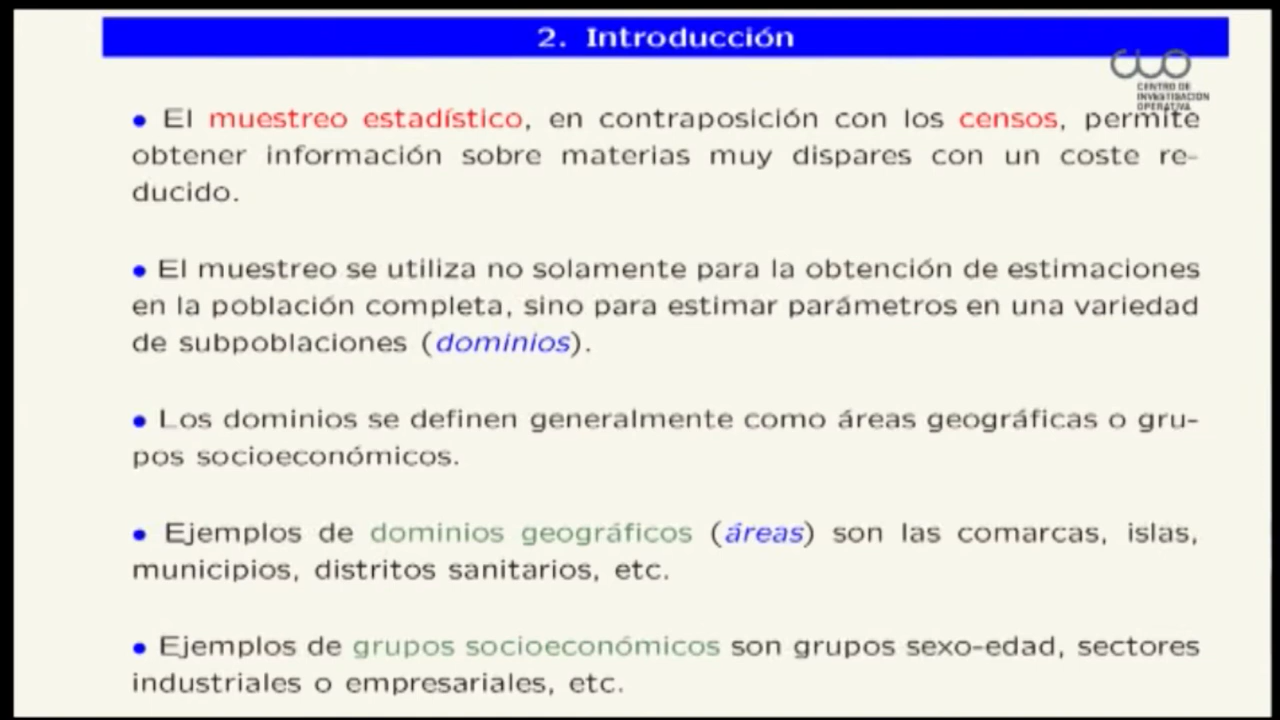 2. Introducción
CIO
CENTRO DE
INVESTIGACIÓN
OPERATIVA
• El muestreo estadístico, en contraposición con los censos, permite
obtener información sobre materias muy dispares con un coste re-
ducido.
• El muestreo se utiliza no solamente para la obtención de estimaciones
en la población completa, sino para estimar parámetros en una variedad
de subpoblaciones (dominios).
• Los dominios se definen generalmente como áreas geográficas o gru-
pos socioeconómicos.
• Ejemplos de dominios geográficos (áreas) son las comarcas, islas,
municipios, distritos sanitarios, etc.
• Ejemplos de grupos socioeconómicos son grupos sexo-edad, sectores
industriales o empresariales, etc.